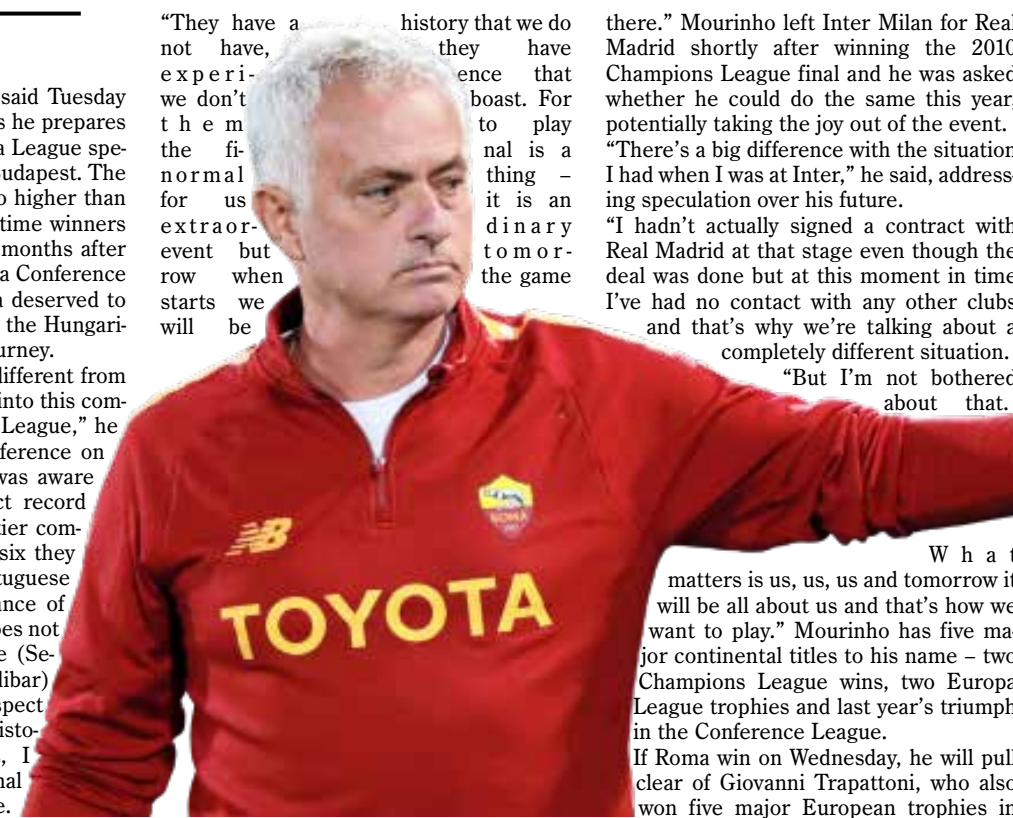 said Tuesday
s he prepares
a League spe-
Budapest. The
o higher than
time winners
months after
a Conference
n deserved to
the Hungari-
urney.
different from
into this com-
League,” he
ference on
was aware
ct record
tier com-
six they
tuguese
unce of
oes not
e (Se-
dibar)
spect
isto-
, I
nal
e.
“They have a history that we do
not have, they have
experi- ence that
we don't boast. For
them to play
the fi- nal is a
normal thing –
for us it is an
extraor- dinary
event but tomor-
row when the game
starts we
will be
there.” Mourinho left Inter Milan for Real
Madrid shortly after winning the 2010
Champions League final and he was asked
whether he could do the same this year,
potentially taking the joy out of the event.
“There's a big difference with the situation
I had when I was at Inter,” he said, address-
ing speculation over his future.
“I hadn't actually signed a contract with
Real Madrid at that stage even though the
deal was done but at this moment in time
I've had no contact with any other clubs
and that's why we're talking about a
completely different situation.
“But I'm not bothered
about that.
What
matters is us, us, us and tomorrow it
will be all about us and that's how we
want to play.” Mourinho has five ma-
jor continental titles to his name – two
Champions League wins, two Europa
League trophies and last year's triumph
in the Conference League.
If Roma win on Wednesday, he will pull
clear of Giovanni Trapattoni, who also
won five major European trophies in
ROMA
NB
TOYOTA